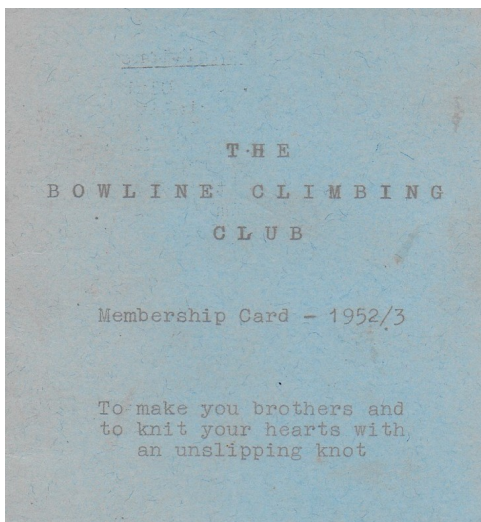 THE
BOWLINE CLIMBING
CLUB
Membership Card - 1952/3
To make you brothers and
to knit your hearts with
an unslipping knot